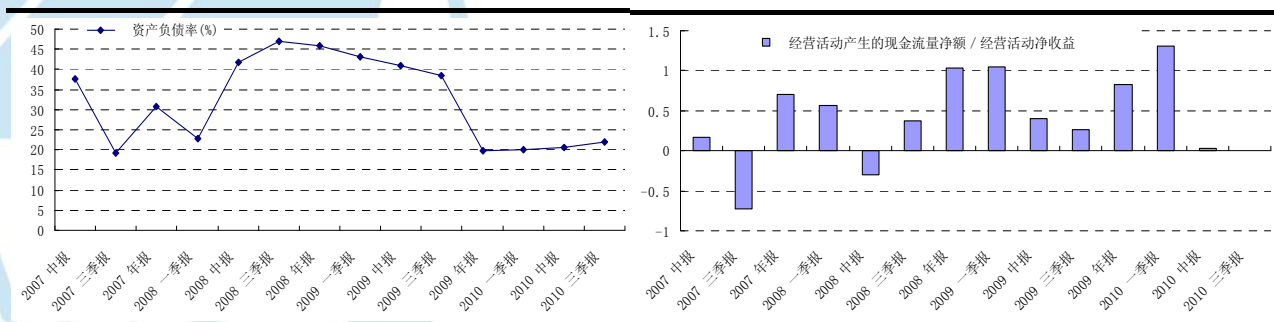 资产负债率(%)
50
45
40
35
30
25
20
15
10
5
0
2007 中报
2007 三季报
2007 年报
2008 一季报
2008 中报
2008 三季报
2008 年报
2009 一季报
2009 中报
2009 三季报
2009 年报
2010 一季报
2010 中报
2010 三季报
经营活动产生的现金流量净额/经营活动净收益
1.5
1
0.5
0
-0.5
-1
2007 中报
2007 三季报
2007 年报
2008 一季报
2008 中报
2008 三季报
2008 年报
2009 一季报
2009 中报
2009 三季报
2009 年报
2010 一季报
2010 中报
2010 三季报